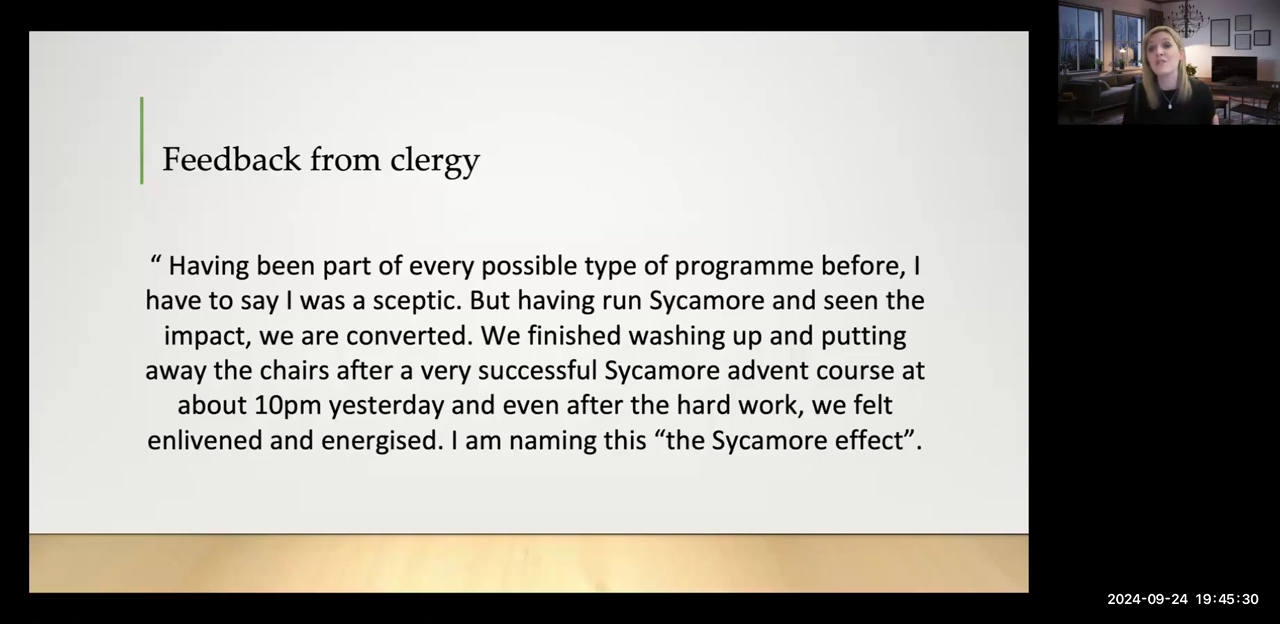 Feedback from clergy
“ Having been part of every possible type of programme before, I
have to say I was a sceptic. But having run Sycamore and seen the
impact, we are converted. We finished washing up and putting
away the chairs after a very successful Sycamore advent course at
about 10pm yesterday and even after the hard work, we felt
enlivened and energised. I am naming this “the Sycamore effect”.
2024-09-24 19:45:30